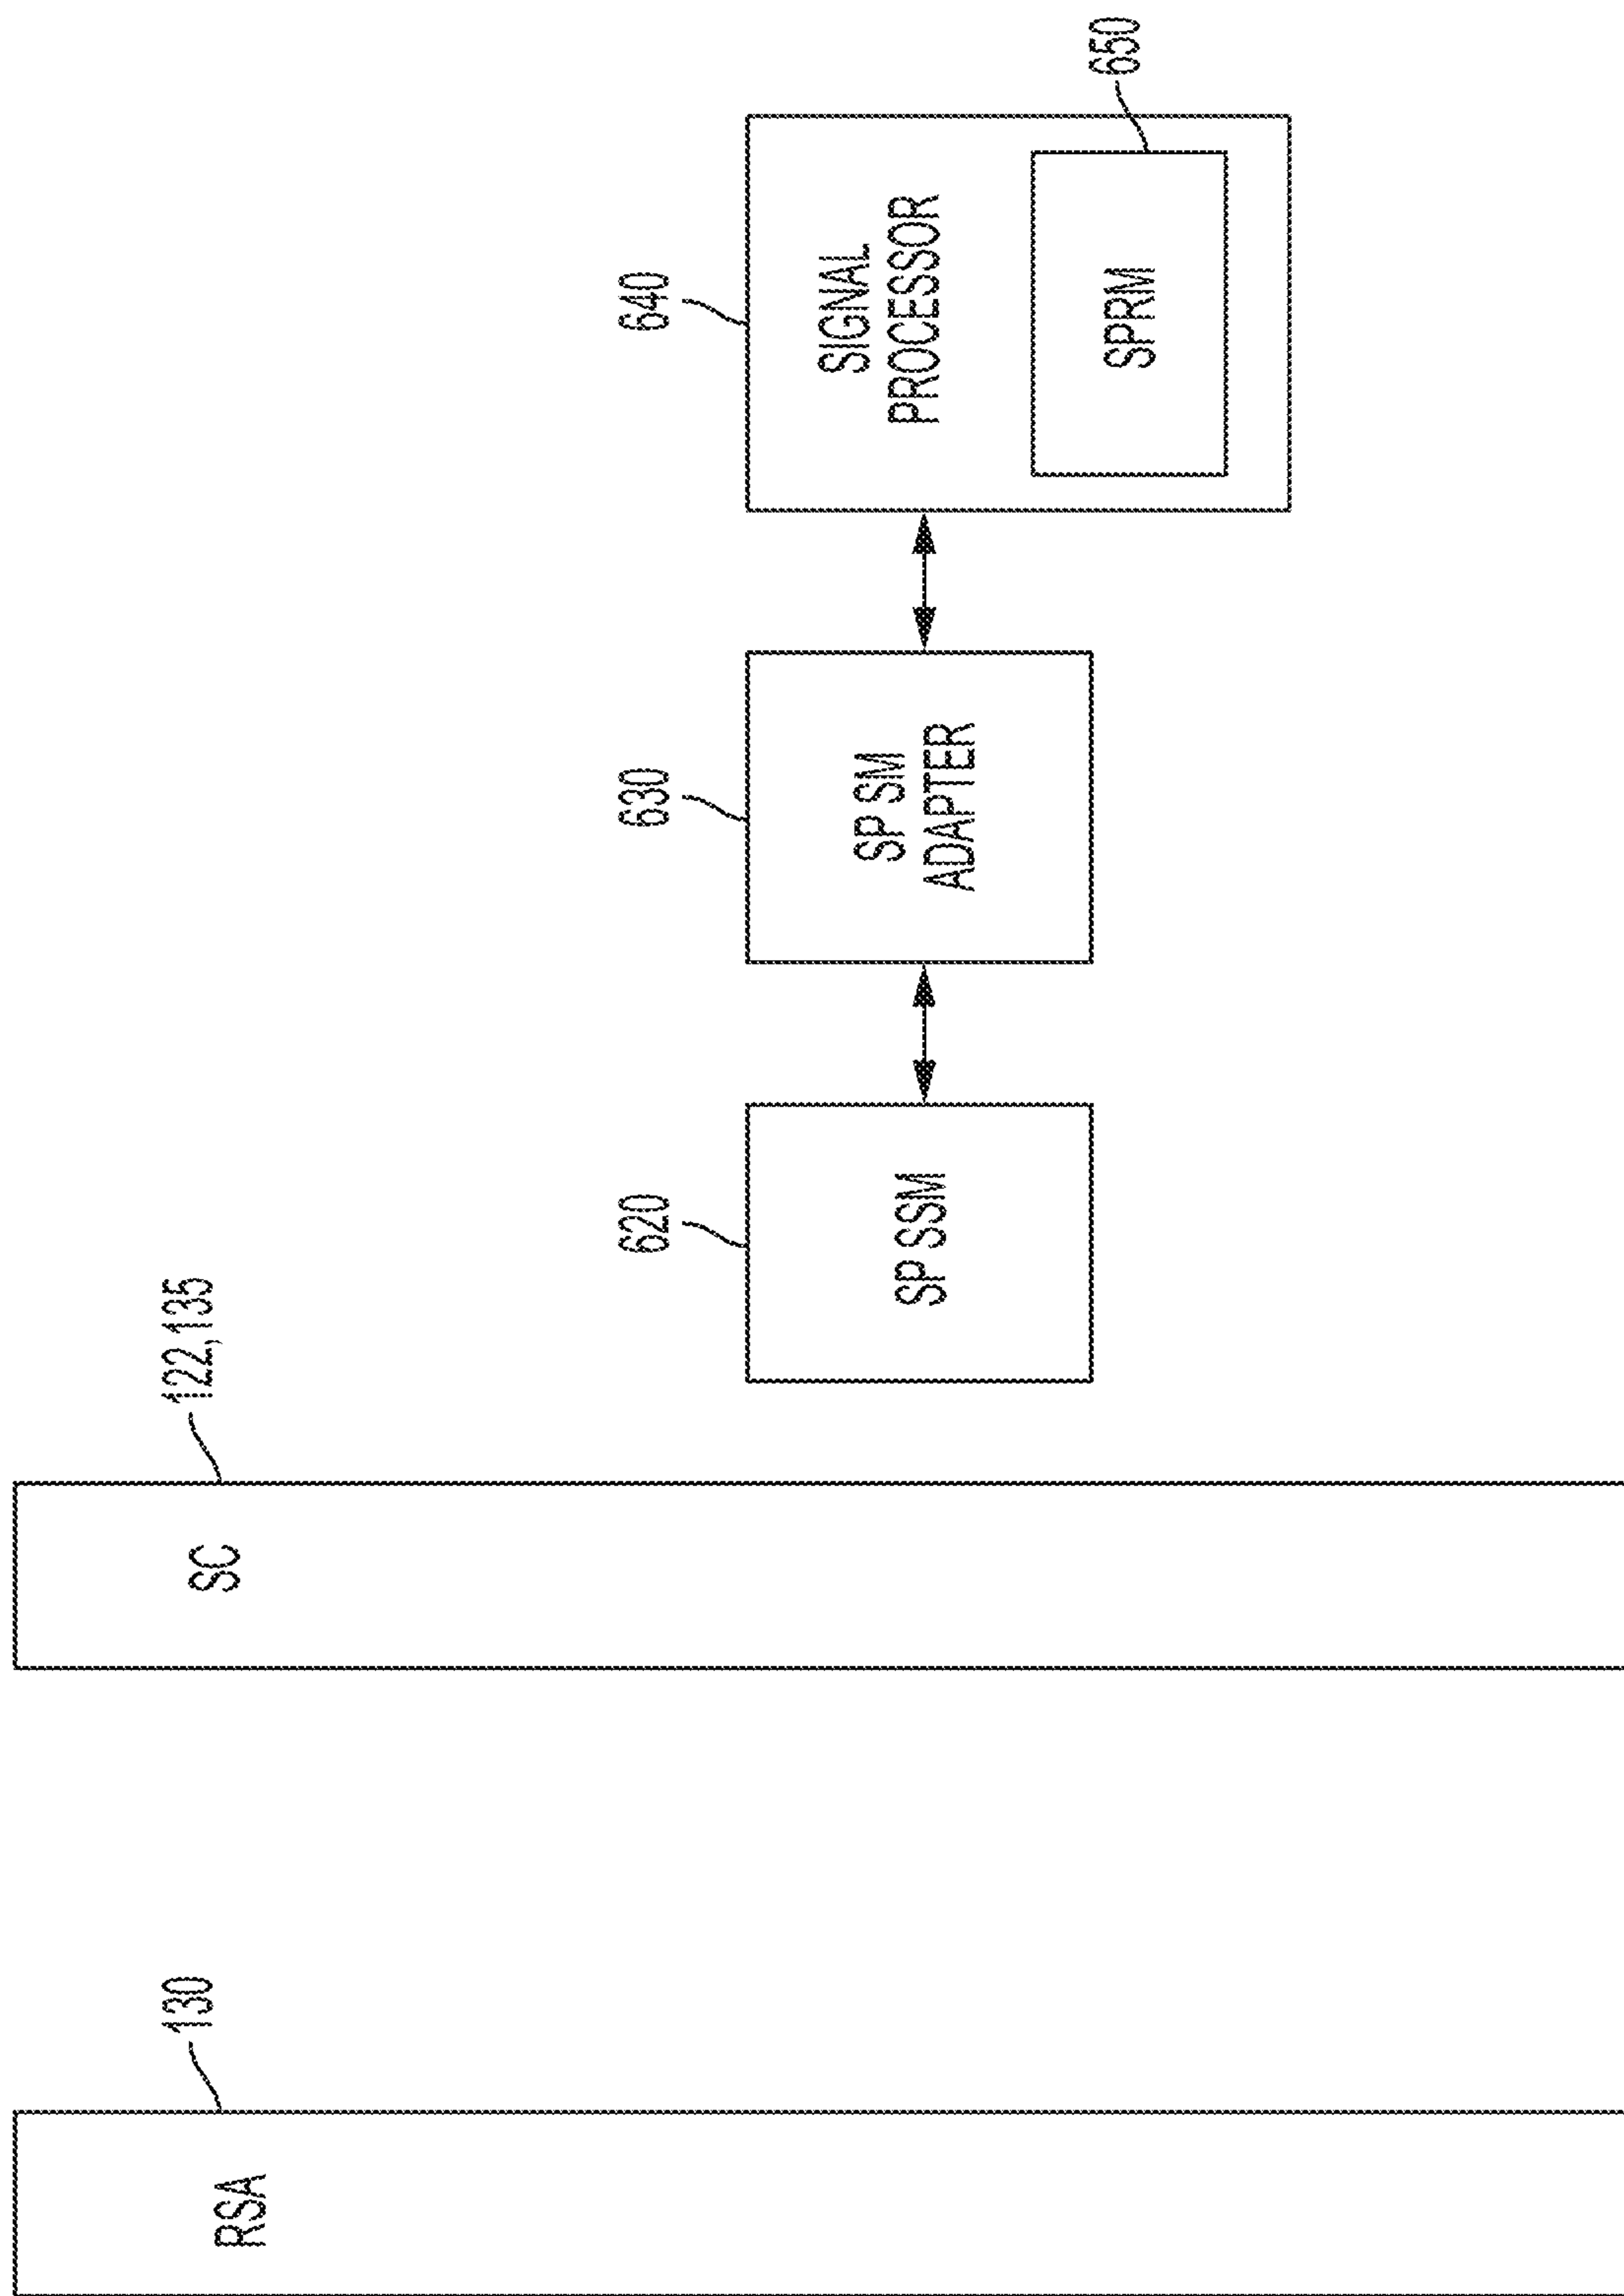 RSA
130
SC
122,135
SP SSM
620
SP SM
ADAPTER
630
SIGNAL
PROCESSOR
640
SPRM
650